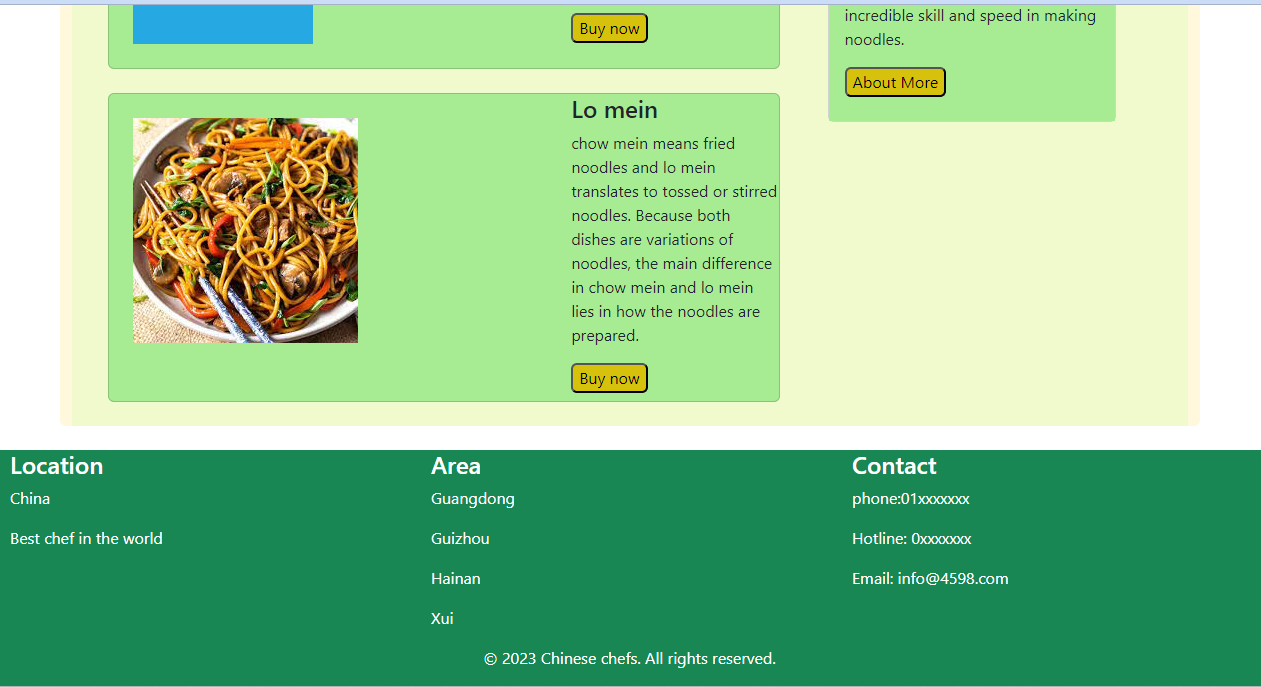 Buy now
incredible skill and speed in making
noodles.
About More
Lo mein
chow mein means fried
noodles and lo mein
translates to tossed or stirred
noodles. Because both
dishes are variations of
noodles, the main difference
in chow mein and lo mein
lies in how the noodles are
prepared.
Buy now
Location
China
Best chef in the world
Area
Guangdong
Guizhou
Hainan
Xui
Contact
phone:01xxxxxxx
Hotline: 0xxxxxxx
Email: info@4598.com
© 2023 Chinese chefs. All rights reserved.